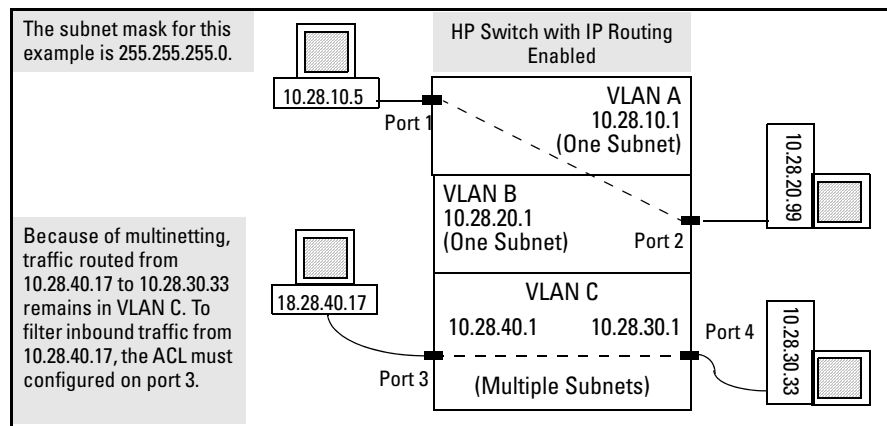 The subnet mask for this
example is 255.255.255.0.
HP Switch with IP Routing
Enabled
10.28.10.5
Port 1
VLAN A
10.28.10.1
(One Subnet)
10.28.20.99
VLAN B
10.28.20.1
(One Subnet)
Port 2
Because of multinetting,
traffic routed from
10.28.40.17 to 10.28.30.33
remains in VLAN C. To
filter inbound traffic from
10.28.40.17, the ACL must
configured on port 3.
18.28.40.17
Port 3
VLAN C
10.28.40.1 10.28.30.1
(Multiple Subnets)
Port 4
10.28.30.33